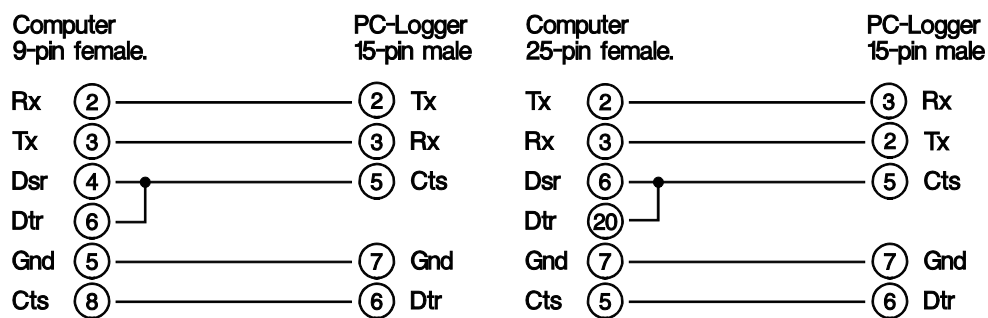 Computer
9-pin female.
PC-Logger
15-pin male
Rx 2 2 Tx
Tx 3 3 Rx
Dsr 4 5 Cts
Dtr 6
Gnd 5 7 Gnd
Cts 8 6 Dtr
Computer
25-pin female.
PC-Logger
15-pin male
Tx 2 3 Rx
Rx 3 2 Tx
Dsr 6 5 Cts
Dtr 20
Gnd 7 7 Gnd
Cts 5 6 Dtr